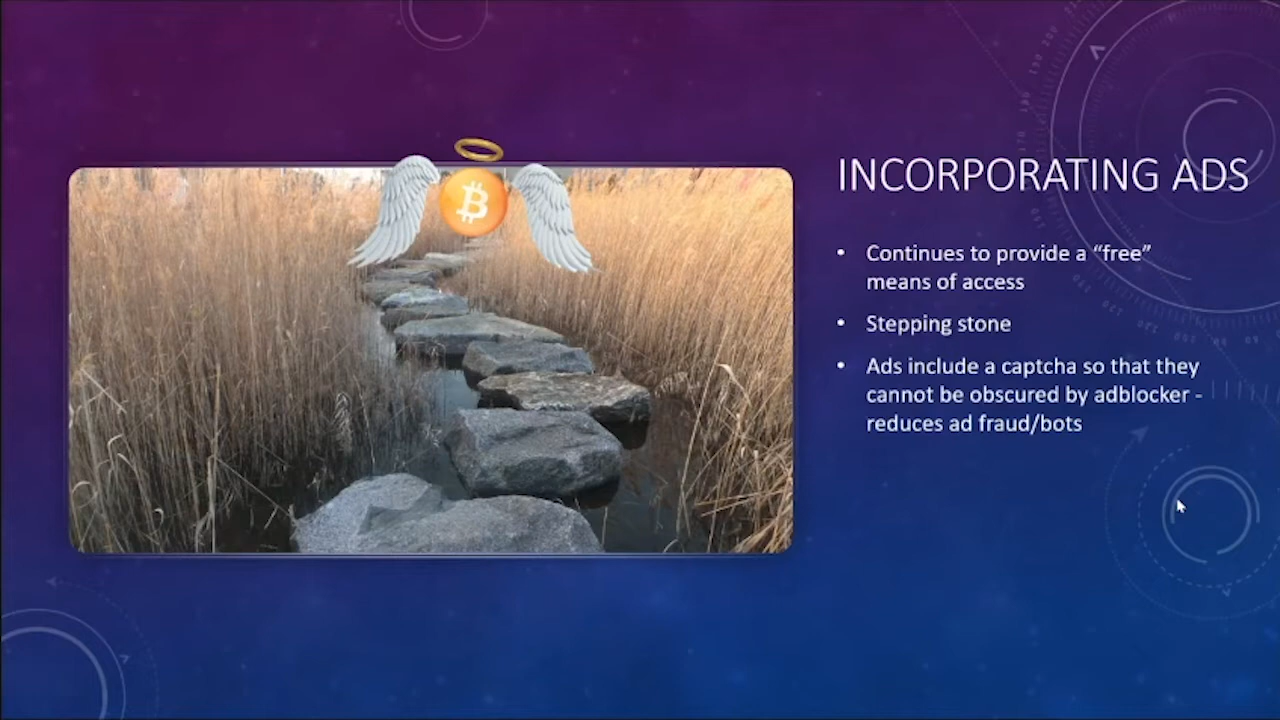 INCORPORATING ADS
• Continues to provide a “free”
means of access
• Stepping stone
• Ads include a captcha so that they
cannot be obscured by adblocker -
reduces ad fraud/bots